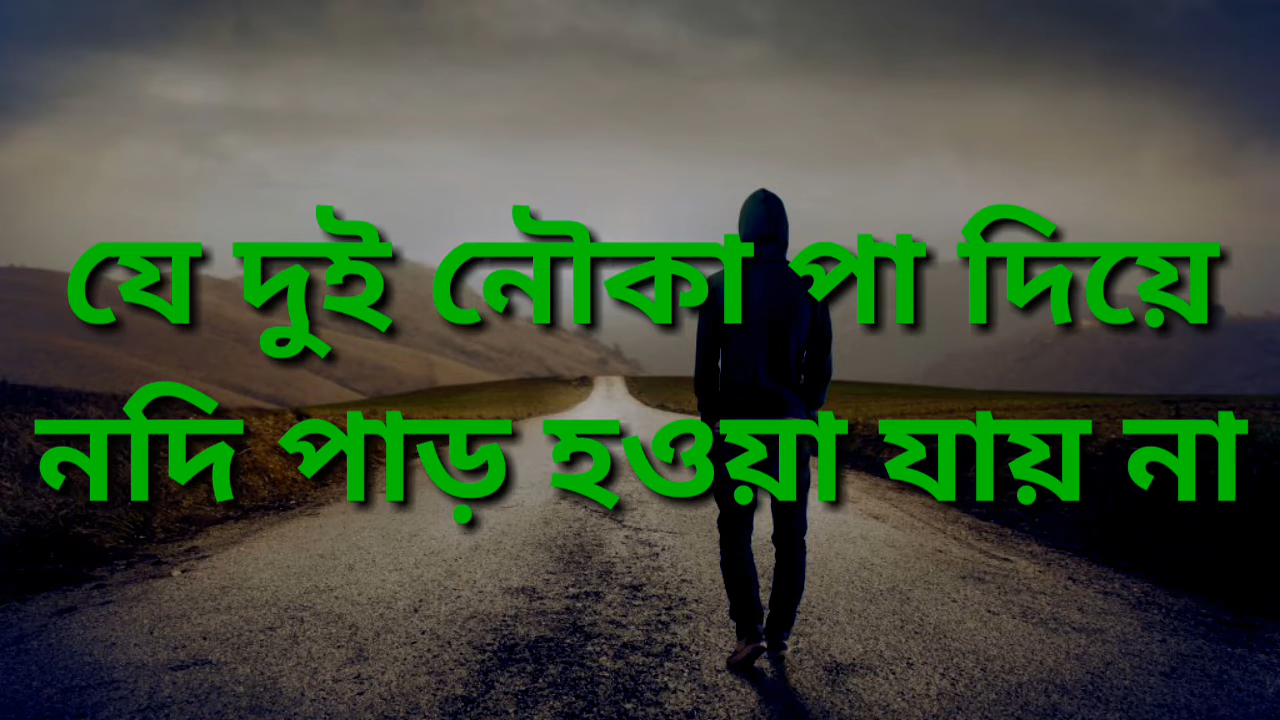 যে দুই নৌকা পা দিয়ে
নদি পাড় হওয়া যায় না